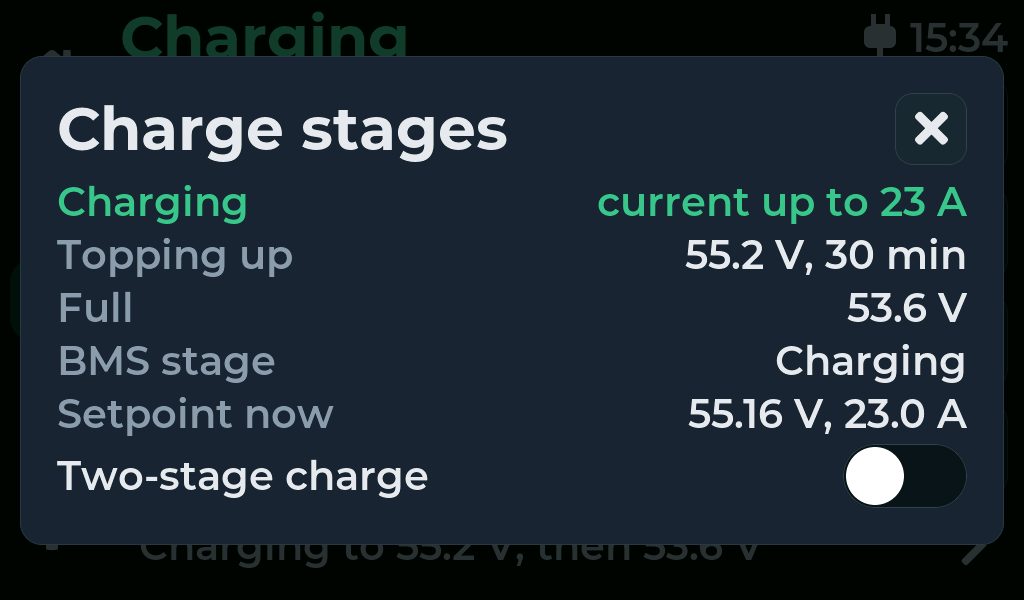 Charging
15:34
Charge stages
Charging current up to 23 A
Topping up 55.2 V, 30 min
Full 53.6 V
BMS stage Charging
Setpoint now 55.16 V, 23.0 A
Two-stage charge
Charging to 55.2 V, then 53.6 V